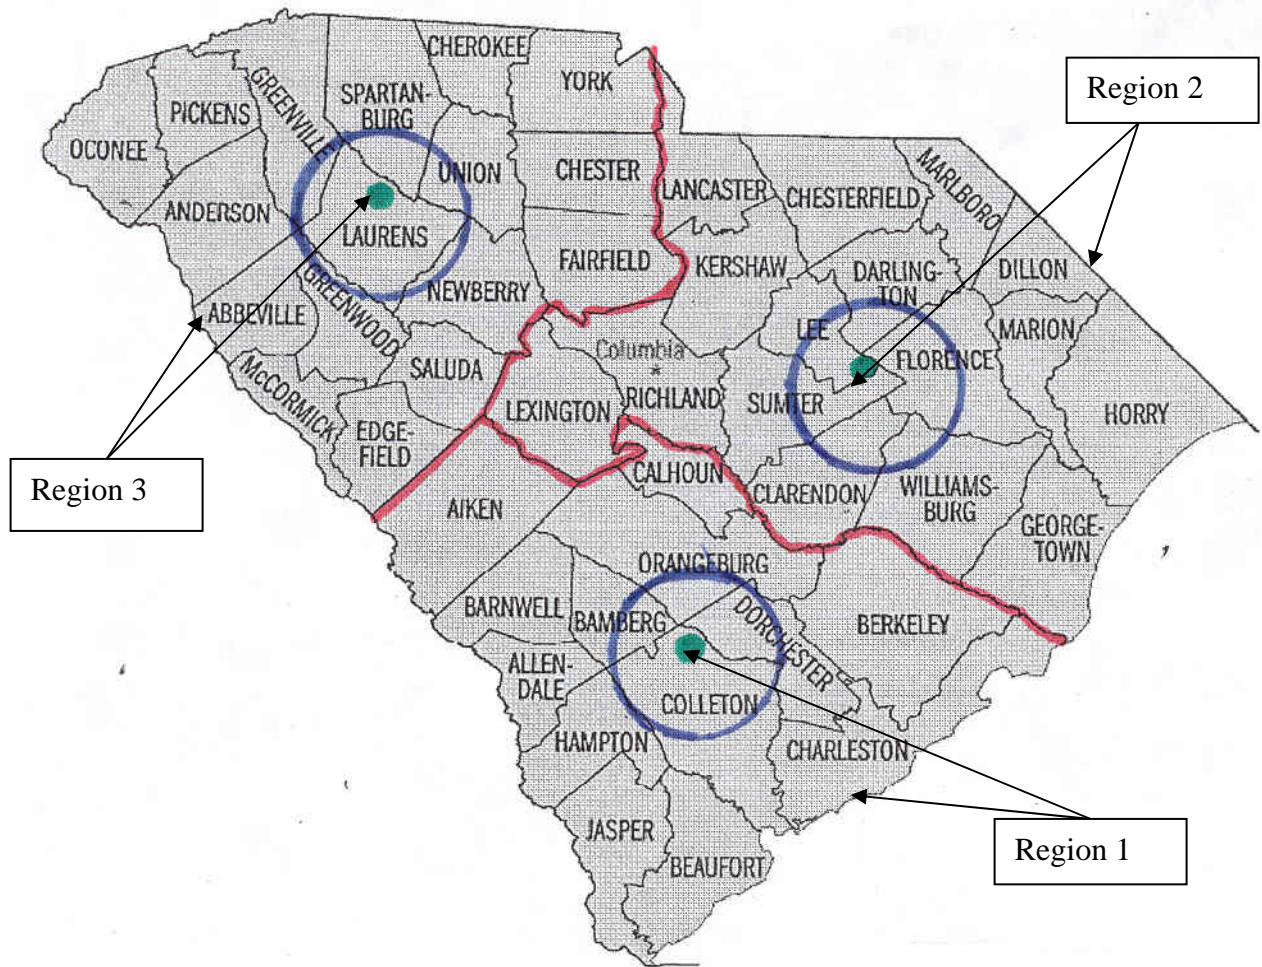 CHEROKEE
YORK
GREENVILLE
SPARTAN-
BURG
PICKENS
OCONEE
UNION
CHESTER
LANCASTER
CHESTERFIELD
MARLBORO
ANDERSON
LAURENS
FAIRFIELD
KERSHAW
DARLING-
TON
DILLON
GREENWOOD
NEWBERRY
ABBEVILLE
LEE
MARION
FLORENCE
SALUDA
McCORMICK
Columbia
*
RICHLAND
LEXINGTON
SUMTER
HORRY
EDGE-
FIELD
CALHOUN
CLARENDON
WILLIAMS-
BURG
AIKEN
GEORGE-
TOWN
ORANGEBURG
BARNWELL
BAMBERG
DORCHESTER
BERKELEY
ALLEN-
DALE
COLLETON
HAMPTON
CHARLESTON
JASPER
BEAUFORT
Region 2
Region 3
Region 1